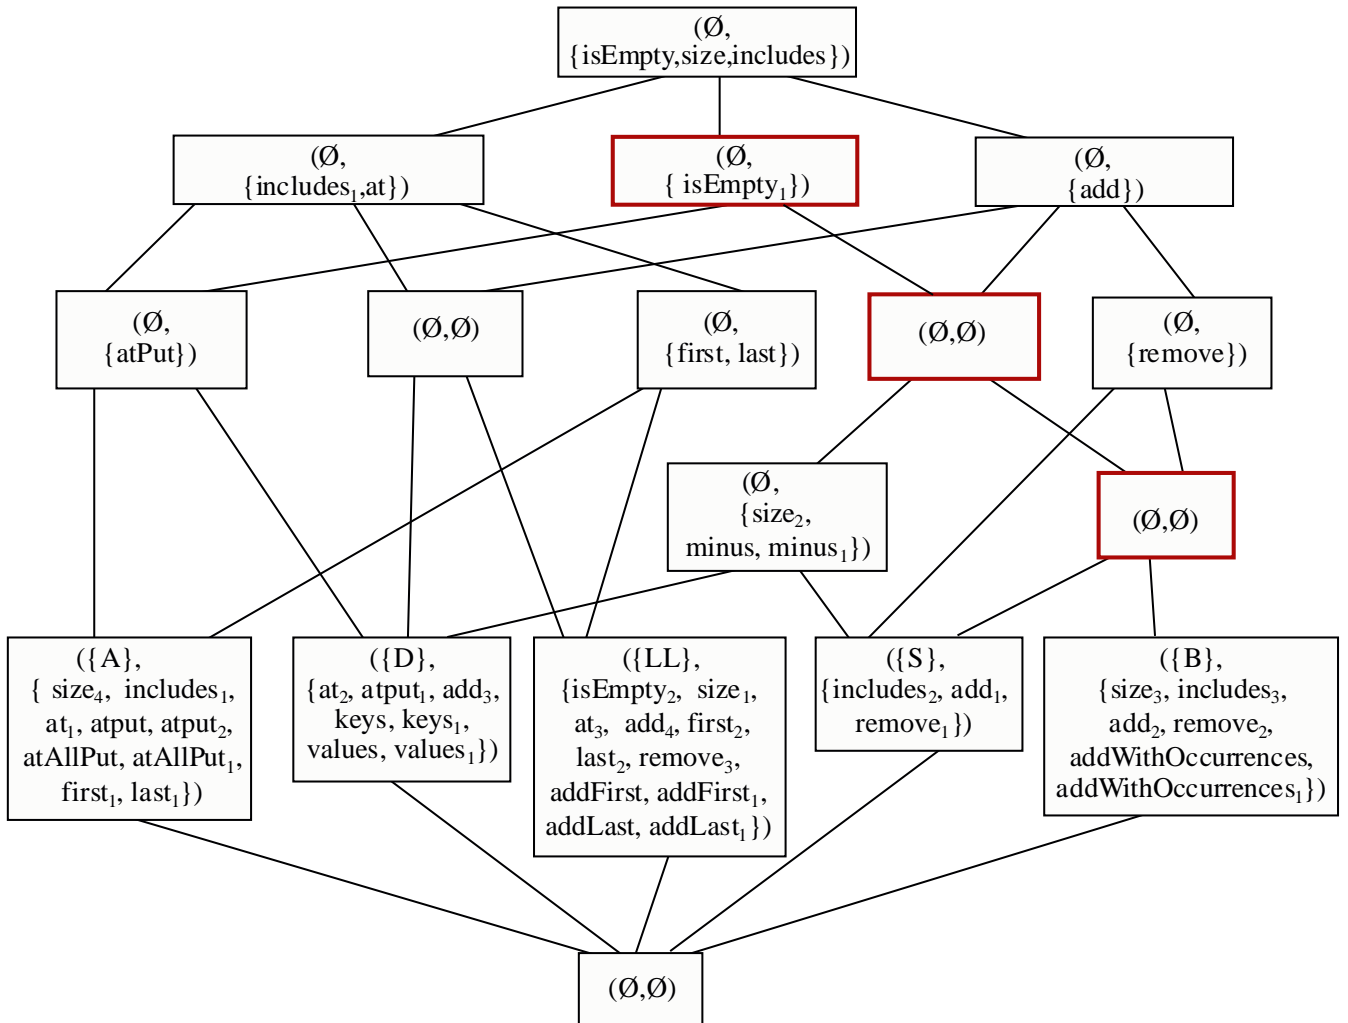 (Ø,
{isEmpty,size,includes})
(Ø,
{includes₁,at})
(Ø,
{ isEmpty₁})
(Ø,
{add})
(Ø,
{atPut})
(Ø,Ø)
(Ø,
{first, last})
(Ø,Ø)
(Ø,
{remove})
(Ø,
{size₂,
minus, minus₁})
(Ø,Ø)
({A},
{ size₄, includes₁,
at₁, atput, atput₂,
atAllPut, atAllPut₁,
first₁, last₁})
({D},
{at₂, atput₁, add₃,
keys, keys₁,
values, values₁})
({LL},
{isEmpty₂, size₁,
at₃, add₄, first₂,
last₂, remove₃,
addFirst, addFirst₁,
addLast, addLast₁})
({S},
{includes₂, add₁,
remove₁})
({B},
{size₃, includes₃,
add₂, remove₂,
addWithOccurrences,
addWithOccurrences₁})
(Ø,Ø)